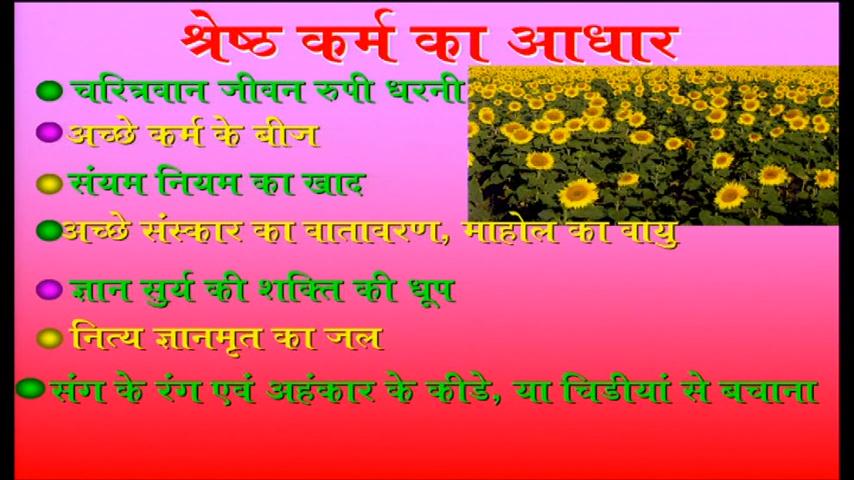 श्रेष्ठ कर्म का आधार
चरित्रवान जीवन रुपी धरनी
अच्छे कर्म के बीज
संयम नियम का खाद
अच्छे संस्कार का वातावरण, माहोल का वायु
ज्ञान सुर्य की शक्ति की धूप
नित्य ज्ञानमृत का जल
संग के रंग एवं अहंकार के कीडे, या चिडीयां से बचाना